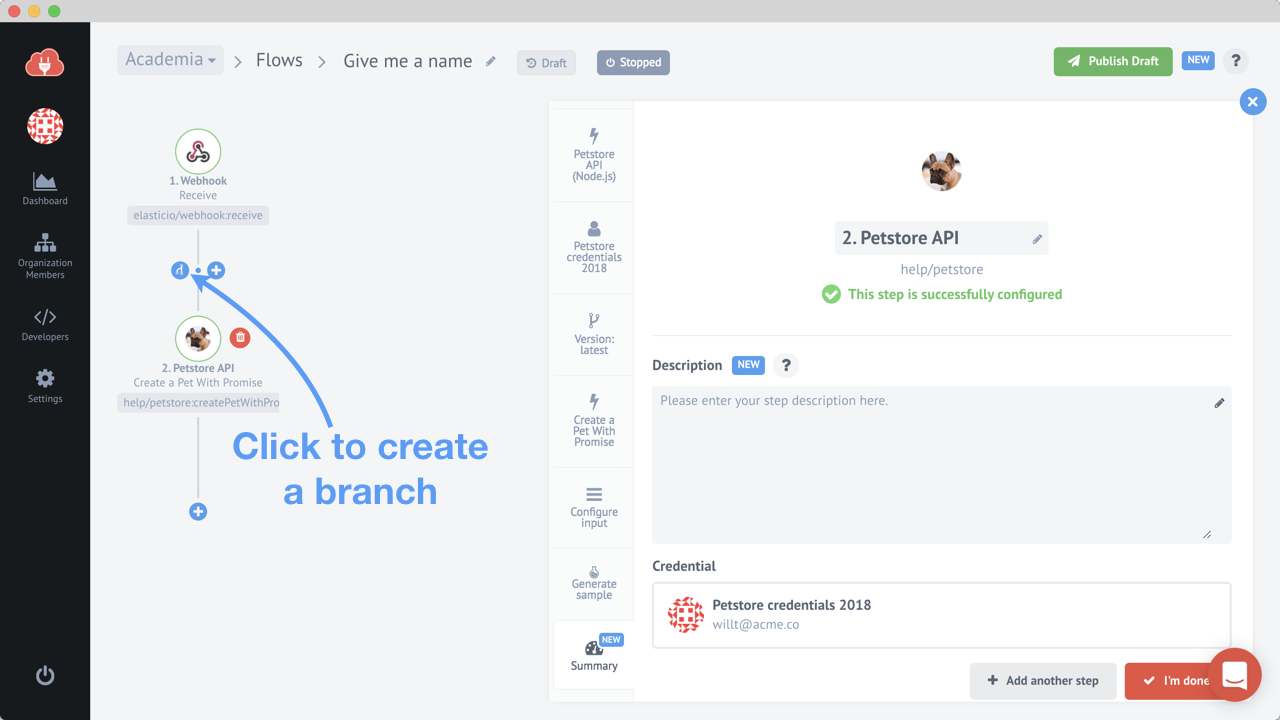 Academia
Flows
Give me a name
Draft
Stopped
Publish Draft
NEW
?
Dashboard
Organization
Members
Developers
Settings
1. Webhook
Receive
elasticio/webhook:receive
2. Petstore API
Create a Pet With Promise
help/petstore:createPetWithPro
Click to create
a branch
Petstore
API
(Node.js)
Petstore
credentials
2018
Version:
latest
Create a
Pet With
Promise
Configure
input
Generate
sample
NEW
Summary
2. Petstore API
help/petstore
This step is successfully configured
Description
NEW
?
Please enter your step description here.
Credential
Petstore credentials 2018
willt@acme.co
Add another step
I'm done